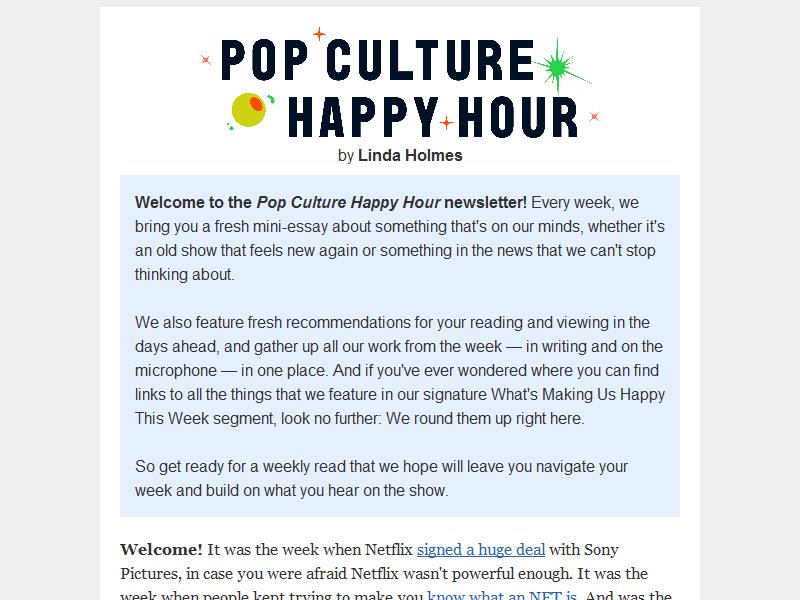 POP CULTURE
HAPPY HOUR
by Linda Holmes
Welcome to the Pop Culture Happy Hour newsletter! Every week, we
bring you a fresh mini-essay about something that's on our minds, whether it's
an old show that feels new again or something in the news that we can't stop
thinking about.
We also feature fresh recommendations for your reading and viewing in the
days ahead, and gather up all our work from the week — in writing and on the
microphone — in one place. And if you've ever wondered where you can find
links to all the things that we feature in our signature What's Making Us Happy
This Week segment, look no further: We round them up right here.
So get ready for a weekly read that we hope will leave you navigate your
week and build on what you hear on the show.
Welcome! It was the week when Netflix signed a huge deal with Sony
Pictures, in case you were afraid Netflix wasn't powerful enough. It was the
week when people kept trying to make you know what an NFT is. And was the